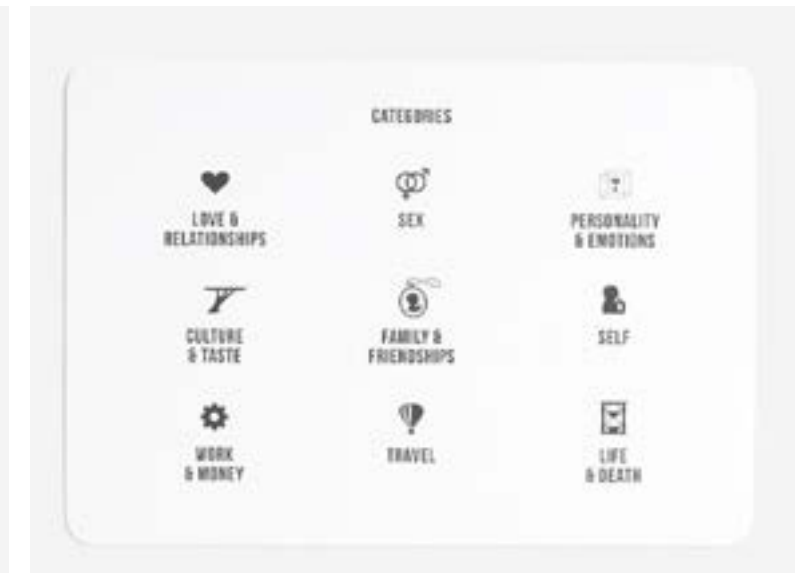 CATEGORIES
LOVE &
RELATIONSHIPS
SEX
PERSONALITY
& EMOTIONS
CULTURE
& TASTE
FAMILY &
FRIENDSHIPS
SELF
WORK
& MONEY
TRAVEL
LIFE
& DEATH